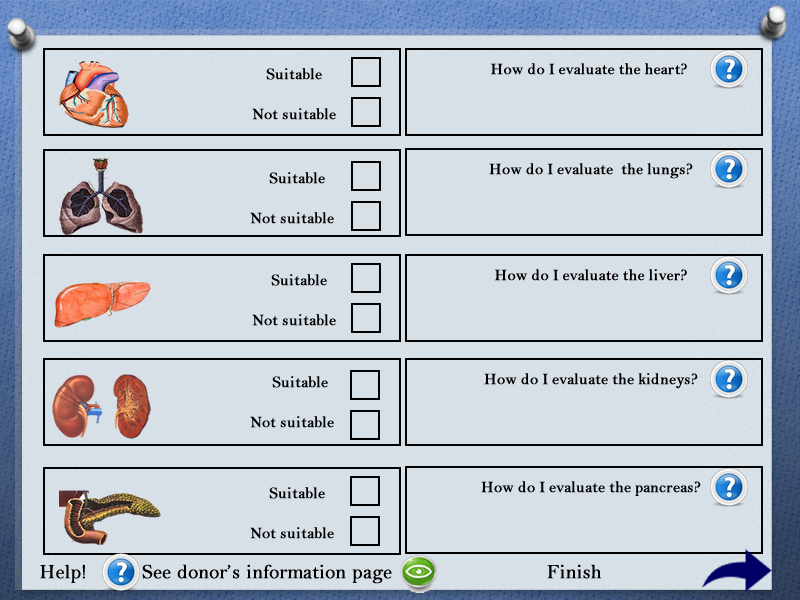 Suitable
Not suitable
How do I evaluate the heart?
?
Suitable
Not suitable
How do I evaluate  the lungs?
?
Suitable
Not suitable
How do I evaluate the liver?
?
Suitable
Not suitable
How do I evaluate the kidneys?
?
Suitable
Not suitable
How do I evaluate the pancreas?
?
Help! ? See donor's information page Finish